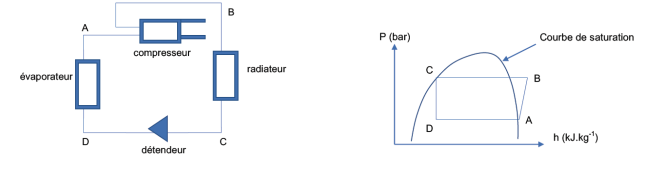 B
A
compresseur
radiateur
évaporateur
D
C
détendeur
P (bar)
Courbe de saturation
C
B
D
A
h (kJ.kg⁻¹)